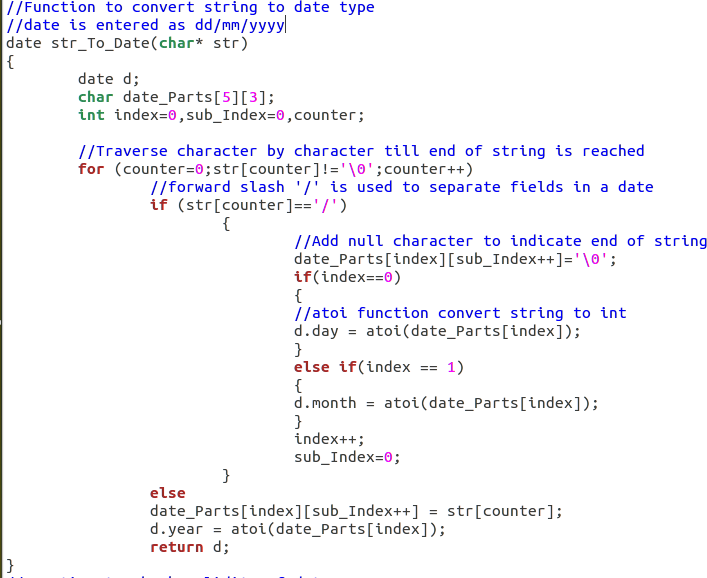 //Function to convert string to date type
//date is entered as dd/mm/yyyy
date str_To_Date(char* str)
{
date d;
char date_Parts[5][3];
int index=0,sub_Index=0,counter;
//Traverse character by character till end of string is reached
for (counter=0;str[counter]!='\0';counter++)
//forward slash '/' is used to separate fields in a date
if (str[counter]=='/')
{
//Add null character to indicate end of string
date_Parts[index][sub_Index++]='\0';
if(index==0)
{
//atoi function convert string to int
d.day = atoi(date_Parts[index]);
}
else if(index == 1)
{
d.month = atoi(date_Parts[index]);
}
index++;
sub_Index=0;
}
else
date_Parts[index][sub_Index++] = str[counter];
d.year = atoi(date_Parts[index]);
return d;
}